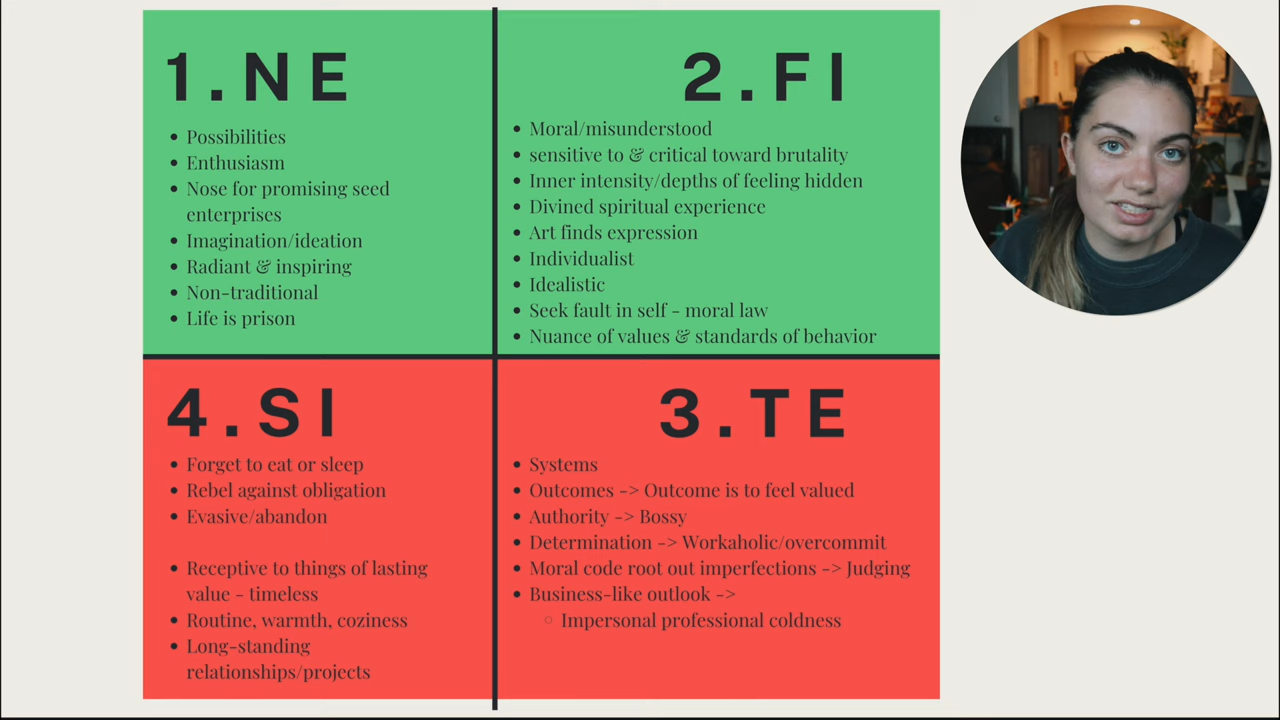 1.NE
Possibilities
Enthusiasm
Nose for promising seed
enterprises
Imagination/ideation
Radiant & inspiring
Non-traditional
Life is prison
2.FI
Moral/misunderstood
sensitive to & critical toward brutality
Inner intensity/depths of feeling hidden
Divined spiritual experience
Art finds expression
Individualist
Idealistic
Seek fault in self - moral law
Nuance of values & standards of behavior
4.SI
Forget to eat or sleep
Rebel against obligation
Evasive/abandon
Receptive to things of lasting
value - timeless
Routine, warmth, coziness
Long-standing
relationships/projects
3.TE
Systems
Outcomes -> Outcome is to feel valued
Authority -> Bossy
Determination -> Workaholic/overcommit
Moral code root out imperfections -> Judging
Business-like outlook ->
Impersonal professional coldness